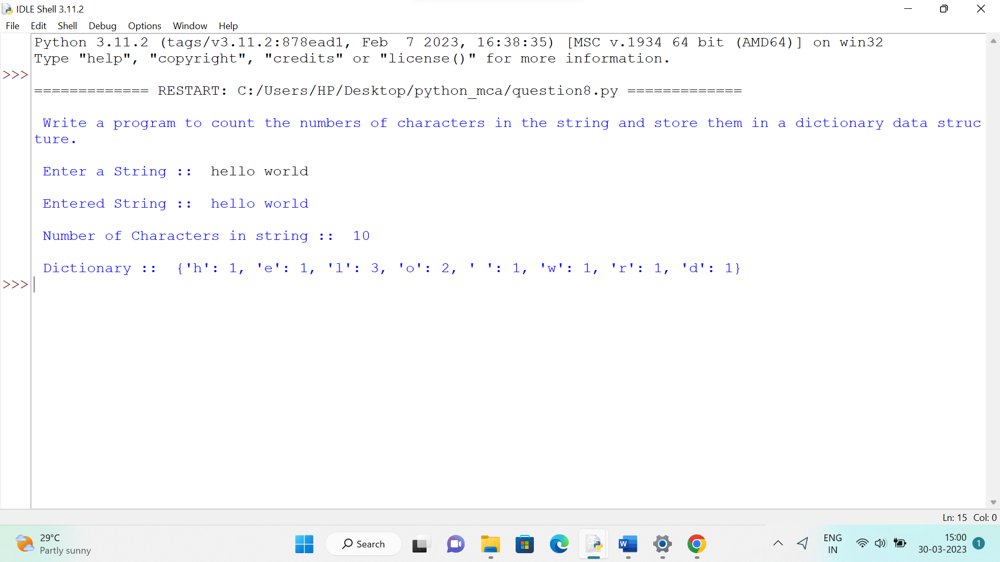 IDLE Shell 3.11.2
File Edit Shell Debug Options Window Help
Python 3.11.2 (tags/v3.11.2:878ead1, Feb  7 2023, 16:38:35) [MSC v.1934 64 bit (AMD64)] on win32
Type "help", "copyright", "credits" or "license()" for more information.
>>>
============= RESTART: C:/Users/HP/Desktop/python_mca/question8.py =============
Write a program to count the numbers of characters in the string and store them in a dictionary data struc
ture.
Enter a String ::  hello world
Entered String ::  hello world
Number of Characters in string ::  10
Dictionary ::  {'h': 1, 'e': 1, 'l': 3, 'o': 2, ' ': 1, 'w': 1, 'r': 1, 'd': 1}
>>>
Ln: 15 Col: 0
29°C
Partly sunny
Search
W
ENG
IN
15:00
30-03-2023
1